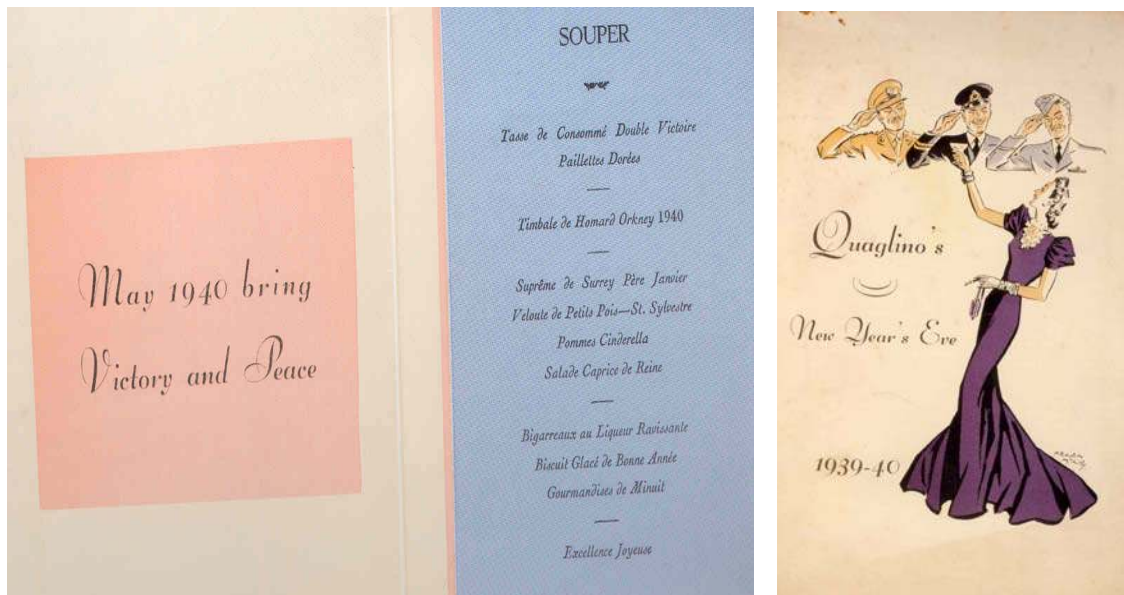 May 1940 bring
Victory and Peace
SOUPER
Tasse de Consommé Double Victoire
Paillettes Dorées
Timbale de Homard Orkney 1940
Suprême de Surrey Père Janvier
Veloute de Petits Pois—St. Sylvestre
Pommes Cinderella
Salade Caprice de Reine
Bigarreaux au Liqueur Ravissante
Biscuit Glacé de Bonne Année
Gourmandises de Minuit
Excellence Joyeuse
Quaglino's
New Year's Eve
1939-40